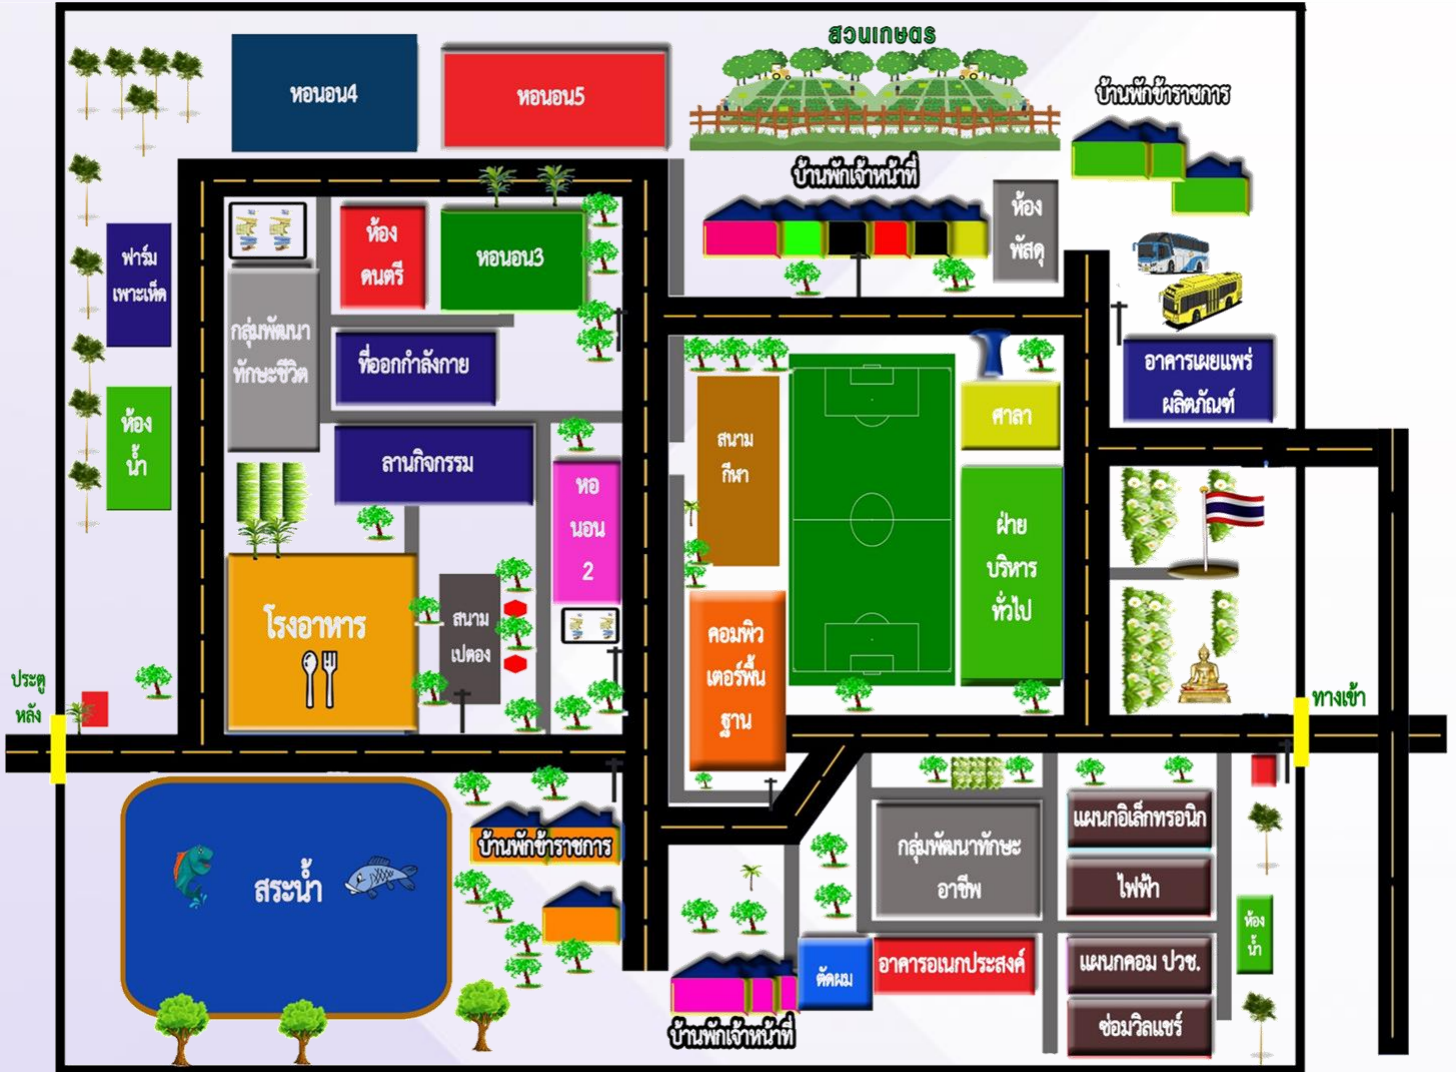 สวนเกษตร
หอนอน4
หอนอน5
บ้านพักข้าราชการ
บ้านพักเจ้าหน้าที่
ห้อง
พัสดุ
ห้อง
ดนตรี
หอนอน3
ฟาร์ม
เพาะเห็ด
กลุ่มพัฒนา
ทักษะชีวิต
ที่ออกกำลังกาย
อาคารเผยแพร่
ผลิตภัณฑ์
ศาลา
ห้อง
น้ำ
ลานกิจกรรม
สนาม
กีฬา
หอ
นอน
2
ฝ่าย
บริหาร
ทั่วไป
โรงอาหาร
สนาม
เปตอง
คอมพิว
เตอร์พื้น
ฐาน
ประตู
หลัง
ทางเข้า
สระน้ำ
บ้านพักข้าราชการ
กลุ่มพัฒนาทักษะ
อาชีพ
แผนกอิเล็กทรอนิก
ไฟฟ้า
ห้อง
น้ำ
ตัดผม
อาคารอเนกประสงค์
แผนกคอม ปวช.
ซ่อมวิลแชร์
บ้านพักเจ้าหน้าที่